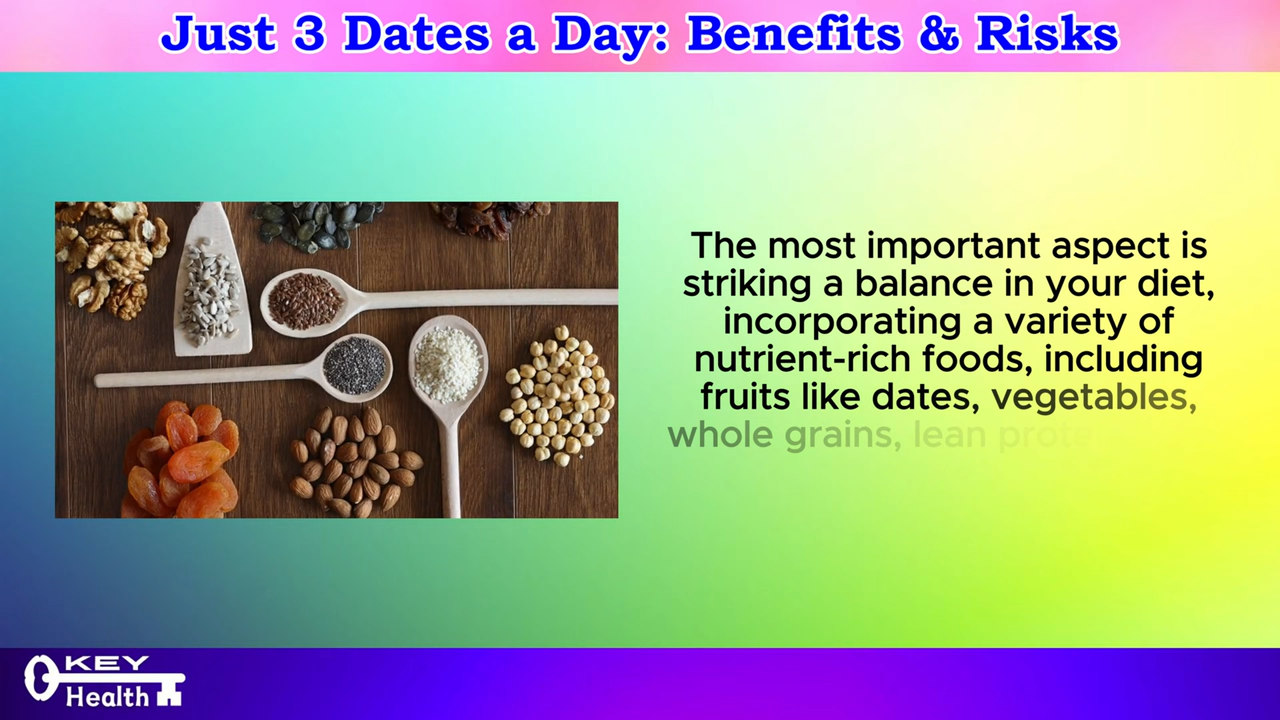 Just 3 Dates a Day: Benefits & Risks
The most important aspect is
striking a balance in your diet,
incorporating a variety of
nutrient-rich foods, including
fruits like dates, vegetables,
whole grains, lean
KEY
Health